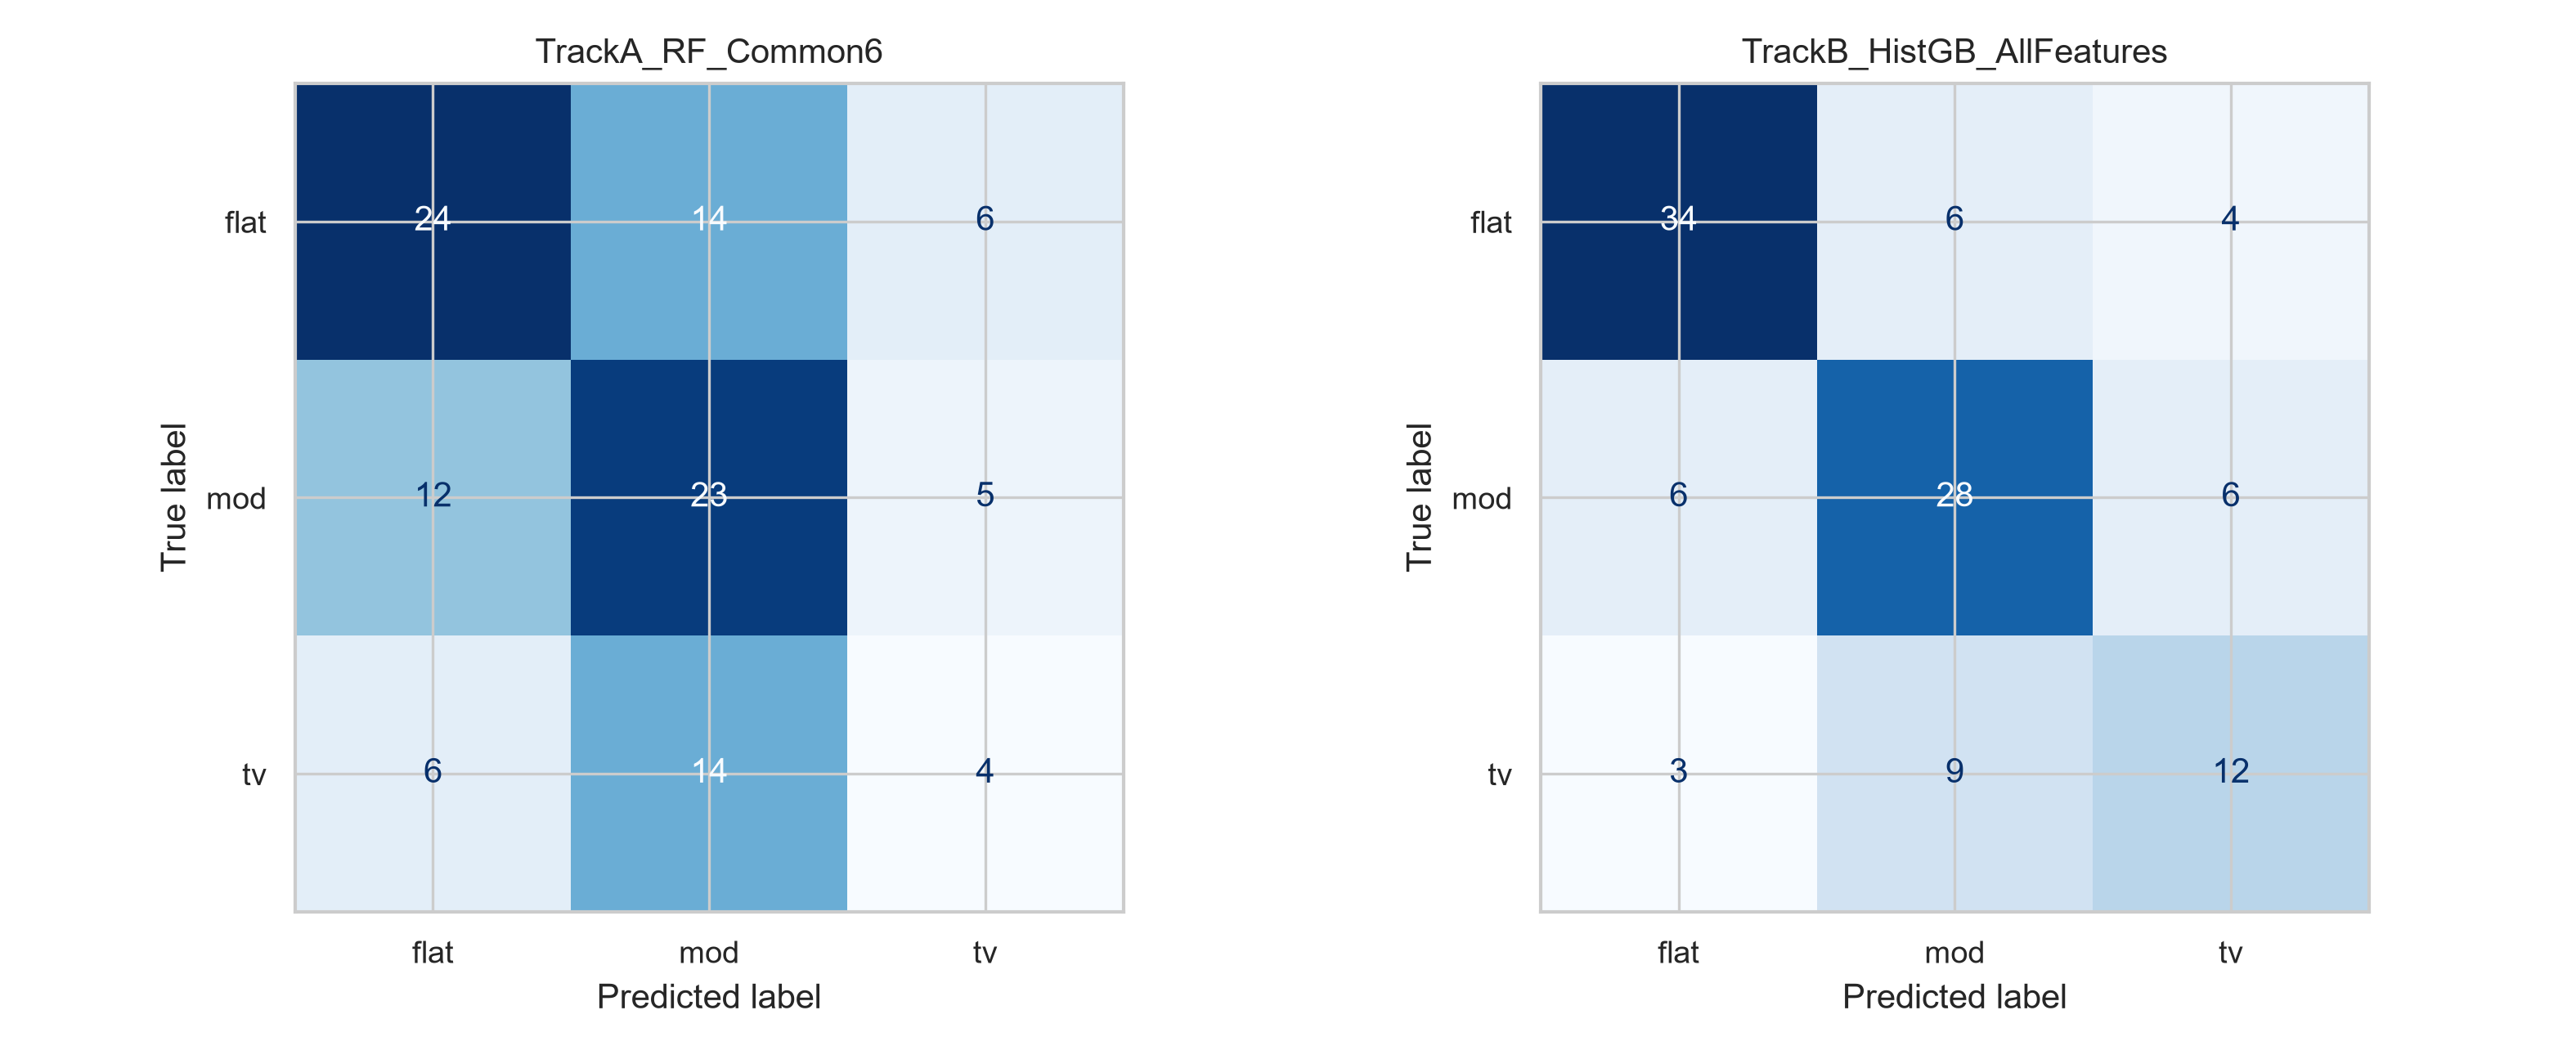 TrackA_RF_Common6
True label
flat
24
14
6
mod
12
23
5
tv
6
14
4
flat
mod
tv
Predicted label
TrackB_HistGB_AllFeatures
True label
flat
34
6
4
mod
6
28
6
tv
3
9
12
flat
mod
tv
Predicted label